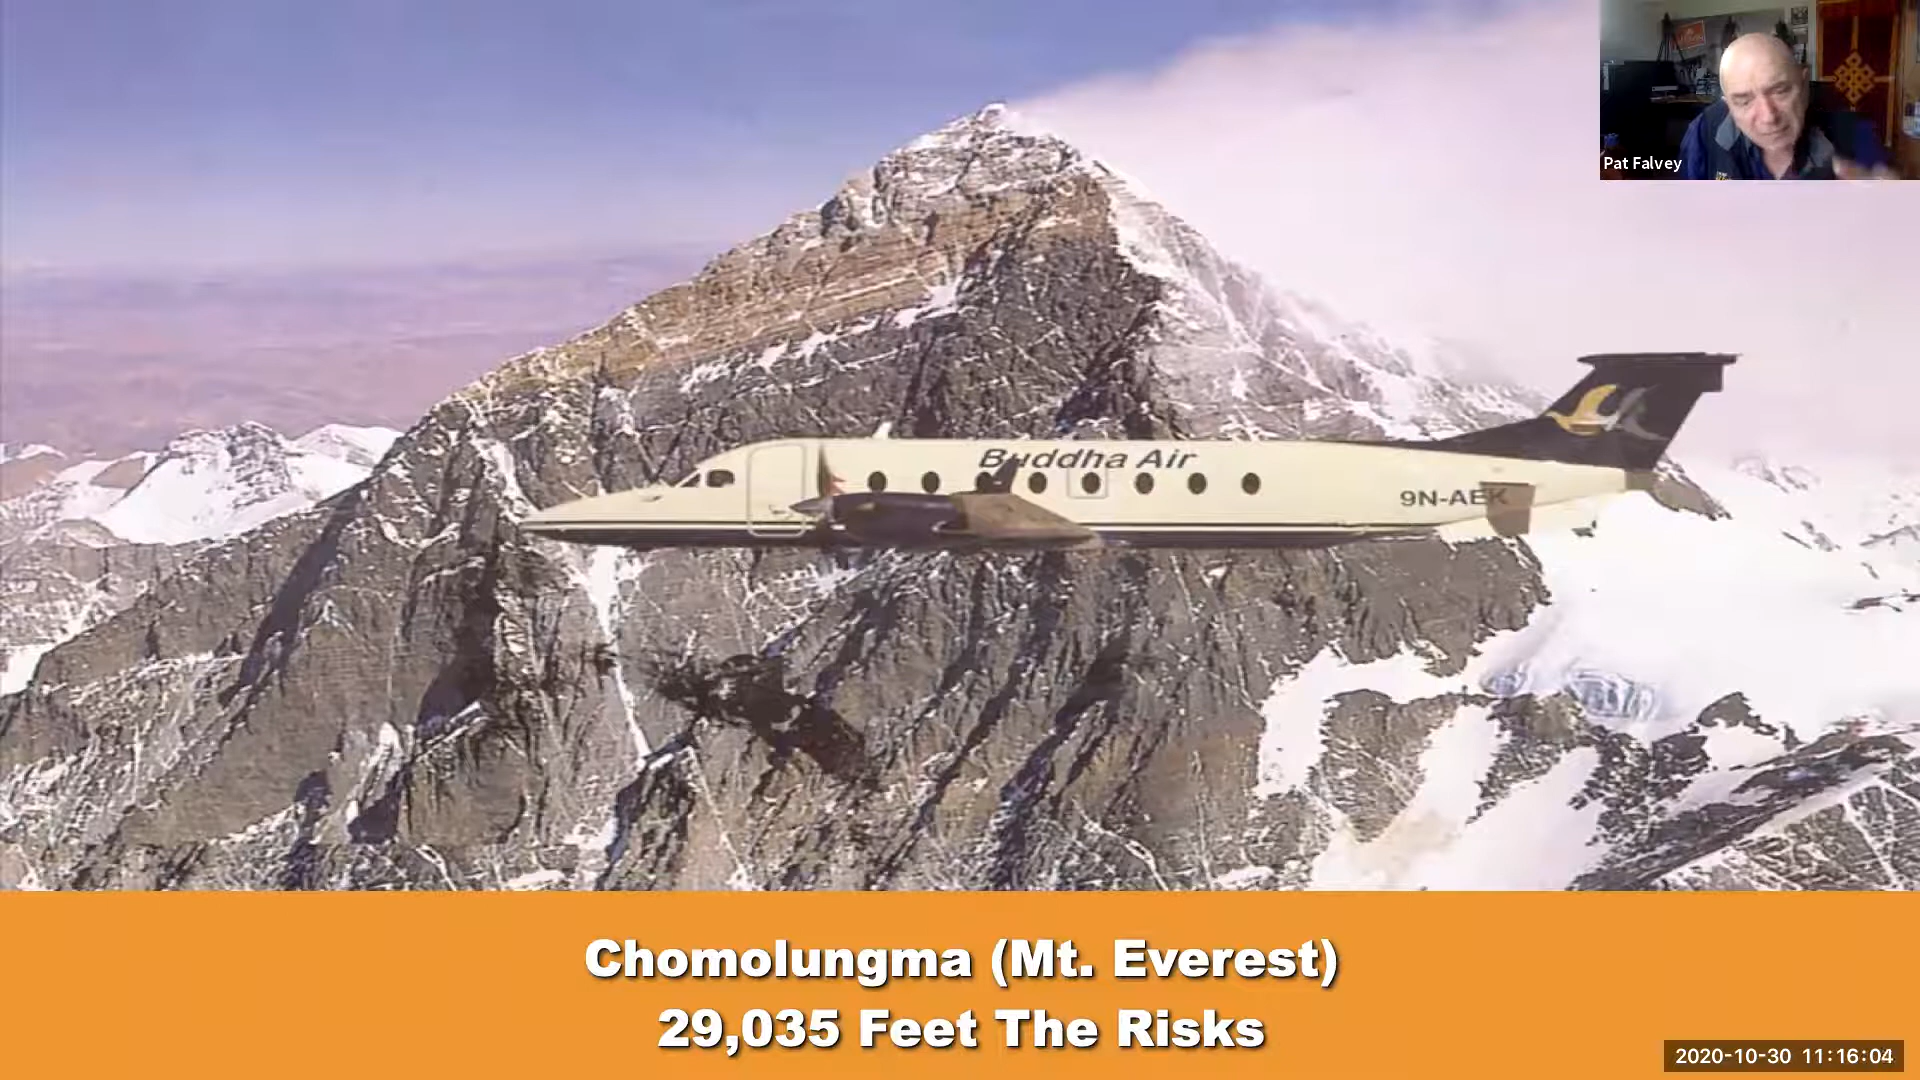 Pat Falvey
Buddha Air
9N-AEK
Chomolungma (Mt. Everest)
29,035 Feet The Risks
2020-10-30 11:16:04